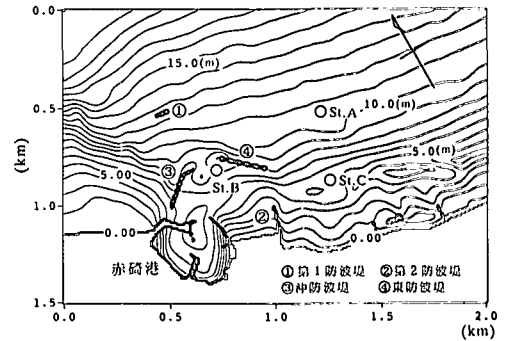 0.0
15.0(m)
①
0.5
St.A
10.0(m)
④
5.0(m)
(km)
③
5.00
St.B
St.C
1.0
②
0.00
0.00
赤碕港
①第1防波堤 ②第2防波堤
③沖防波堤 ④東防波堤
1.5
0.0 0.5 1.0 1.5 2.0
(km)